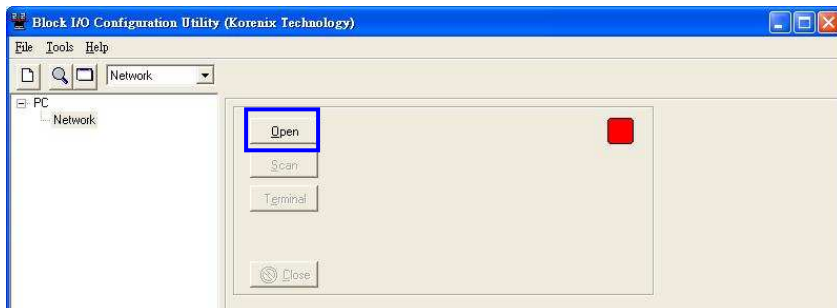 Block I/O Configuration Utility (Korenix Technology)
File Tools Help
Network
PC
Network
Open
Scan
Terminal
Close